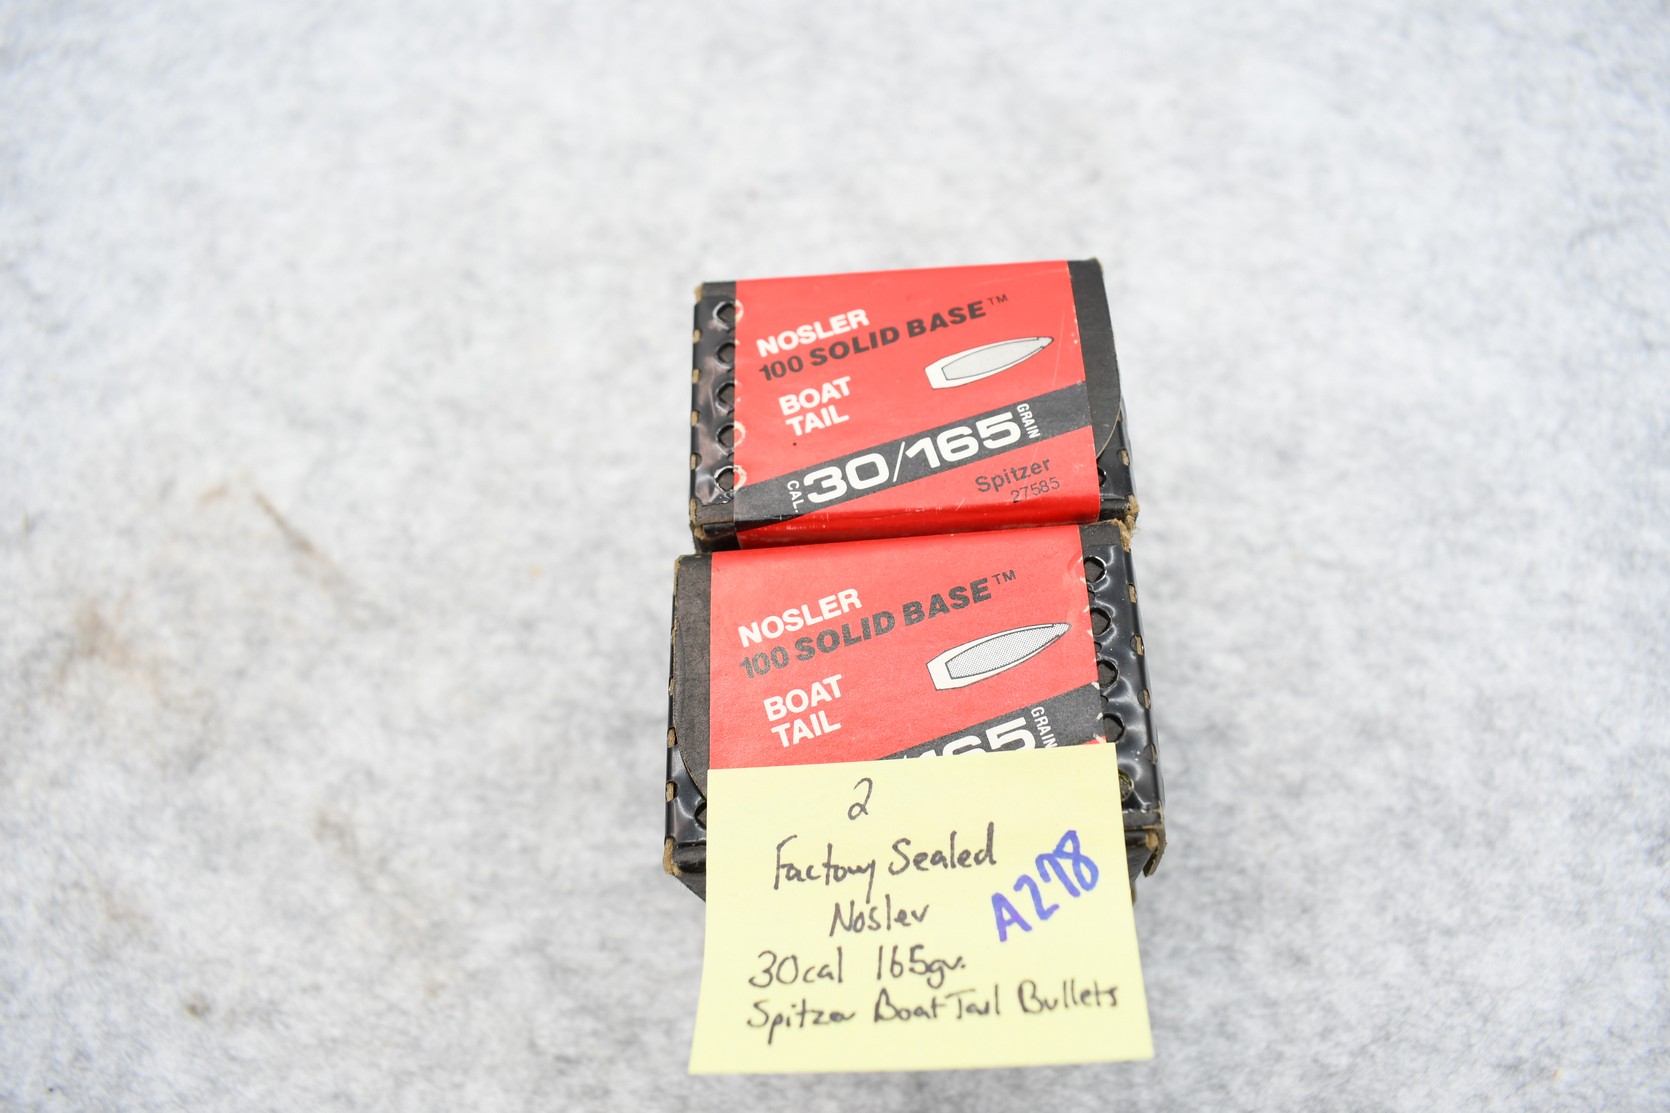 NOSLER
100 SOLID BASE™
BOAT
TAIL
CAL. 30/165 GRAIN
Spitzer
27585
NOSLER
100 SOLID BASE™
BOAT
TAIL
/165 GRAIN
2
Factory Sealed
Nosler
A278
30cal 165gr.
Spitzer Boat Tail Bullets